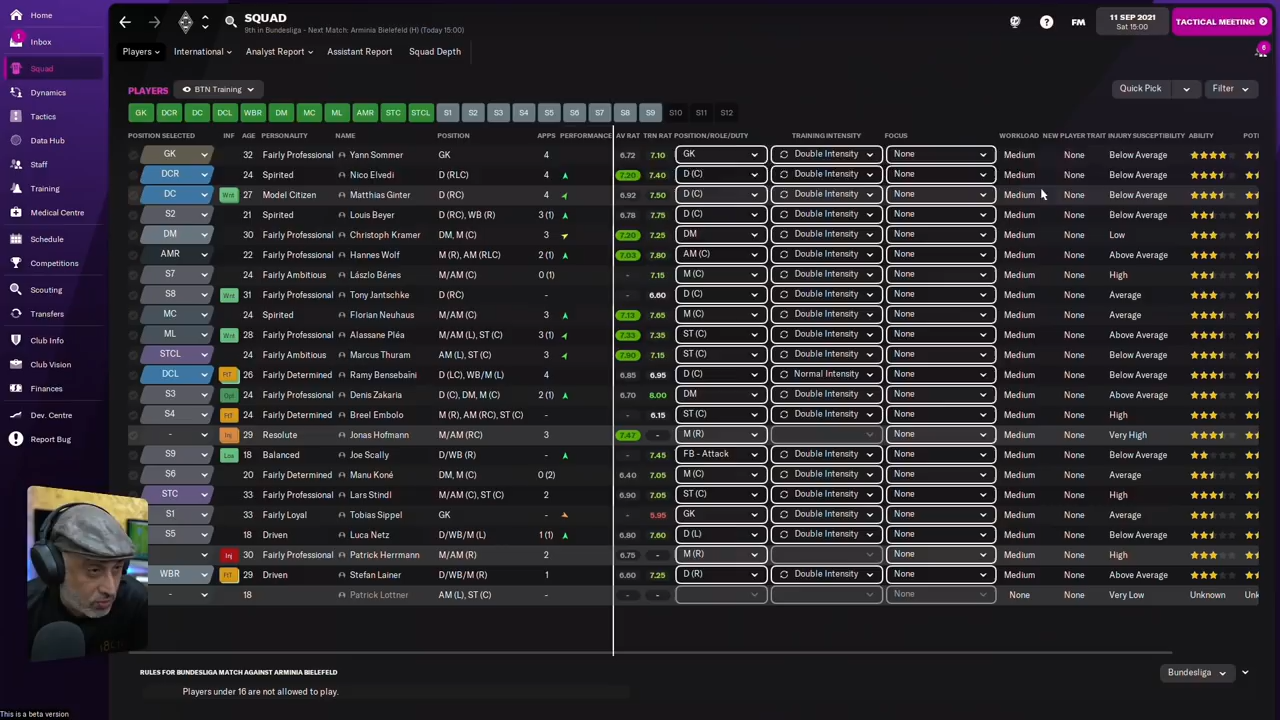 Home
Inbox
1
Squad
Dynamics
Tactics
Data Hub
Staff
Training
Medical Centre
Schedule
Competitions
Scouting
Transfers
Club Info
Club Vision
Finances
Dev. Centre
Report Bug
This is a beta version
SQUAD
9th in Bundesliga - Next Match: Arminia Bielefeld (H) (Today 15:00)
FM
11 SEP 2021
Sat 15:00
TACTICAL MEETING
Players International Analyst Report Assistant Report Squad Depth
6
PLAYERS BTN Training Quick Pick Filter
GK DCR DC DCL WBR DM MC ML AMR STC STCL S1 S2 S3 S4 S5 S6 S7 S8 S9 S10 S11 S12
POSITION SELECTED INF AGE PERSONALITY NAME POSITION APPS PERFORMANCE AV RAT TRN RAT POSITION/ROLE/DUTY TRAINING INTENSITY FOCUS WORKLOAD NEW PLAYER TRAIT INJURY SUSCEPTIBILITY ABILITY
GK 32 Fairly Professional Yann Sommer GK 4 6.72 7.10 GK Double Intensity None Medium None Below Average
DCR 24 Spirited Nico Elvedi D (RLC) 4 7.20 7.40 D (C) Double Intensity None Medium None Below Average
DC Wnt 27 Model Citizen Matthias Ginter D (RC) 4 6.92 7.50 D (C) Double Intensity None Medium None Below Average
S2 21 Spirited Louis Beyer D (RC), WB (R) 3 (1) 6.78 7.75 D (C) Double Intensity None Medium None Below Average
DM 30 Fairly Professional Christoph Kramer DM, M (C) 3 7.20 7.25 DM Double Intensity None Medium None Low
AMR 22 Fairly Professional Hannes Wolf M (R), AM (RLC) 2 (1) 7.03 7.80 AM (C) Double Intensity None Medium None Above Average
S7 24 Fairly Ambitious László Bénes M/AM (C) 0 (1) - 7.15 M (C) Double Intensity None Medium None High
S8 Wnt 31 Fairly Professional Tony Jantschke D (RC) - - 6.60 D (C) Double Intensity None Medium None Average
MC 24 Spirited Florian Neuhaus M/AM (C) 3 7.13 7.65 M (C) Double Intensity None Medium None Below Average
ML Wnt 28 Fairly Professional Alassane Pléa AM/M (L), ST (C) 3 (1) 7.33 7.35 ST (C) Double Intensity None Medium None Above Average
STCL 24 Fairly Ambitious Marcus Thuram AM (L), ST (C) 3 7.90 7.15 ST (C) Double Intensity None Medium None Below Average
DCL FIT 26 Fairly Determined Ramy Bensebaini D (LC), WB/M (L) 4 6.85 6.95 D (C) Normal Intensity None Medium None Below Average
S3 24 Fairly Professional Denis Zakaria D (C), DM, M (C) 2 (1) 6.70 8.00 DM Double Intensity None Medium None Below Average
S4 FIT 24 Fairly Determined Breel Embolo M (R), AM (RC), ST (C) - - 6.15 ST (C) Double Intensity None Medium None High
- Inj 29 Resolute Jonas Hofmann M/AM (RC) 3 7.47 - M (R) None Medium None Very High
S9 Loa 18 Balanced Joe Scally D/WB (R) - - 7.45 FB - Attack Double Intensity None Medium None Below Average
S6 20 Fairly Determined Manu Koné DM, M (C) 0 (2) 6.40 7.05 M (C) Double Intensity None Medium None Average
STC 33 Fairly Professional Lars Stindl M/AM (C), ST (C) 2 6.90 7.05 ST (C) Double Intensity None Medium None High
S1 33 Fairly Loyal Tobias Sippel GK - - 5.95 GK Double Intensity None Medium None Average
S5 18 Driven Luca Netz D/WB/M (L) 1 (1) 6.80 7.60 D (L) Double Intensity None Medium None Below Average
Inj 30 Fairly Professional Patrick Herrmann M/AM (R) 2 6.75 - M (R) None Medium None High
WBR FIT 29 Driven Stefan Lainer D/WB/M (R) 1 6.60 7.25 D (R) Double Intensity None Medium None Above Average
- 18 Patrick Lottner AM (L), ST (C) - - - None None None Very Low Unknown
RULES FOR BUNDESLIGA MATCH AGAINST ARMINIA BIELEFELD
Bundesliga
Players under 16 are not allowed to play.